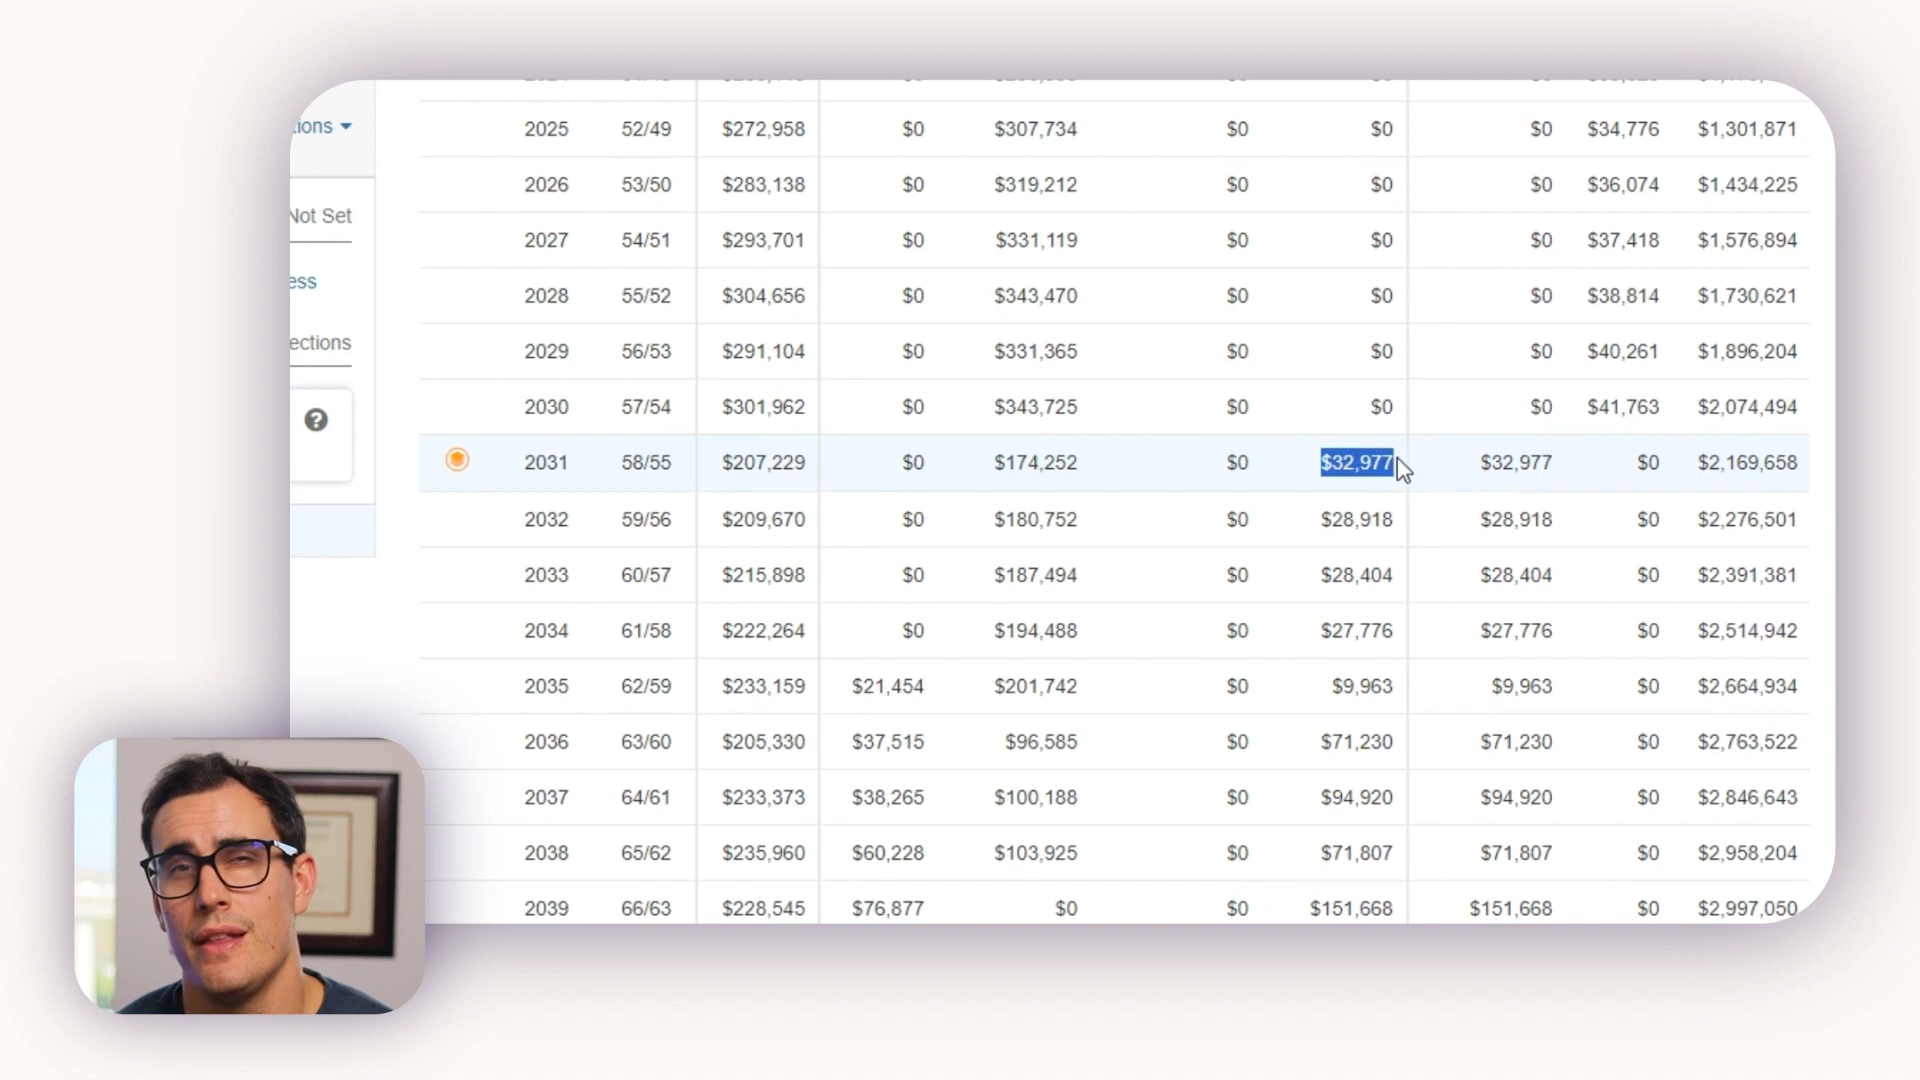 tions
Not Set
ess
ections
2025 52/49 $272,958 $0 $307,734 $0 $0 $0 $34,776 $1,301,871
2026 53/50 $283,138 $0 $319,212 $0 $0 $0 $36,074 $1,434,225
2027 54/51 $293,701 $0 $331,119 $0 $0 $0 $37,418 $1,576,894
2028 55/52 $304,656 $0 $343,470 $0 $0 $0 $38,814 $1,730,621
2029 56/53 $291,104 $0 $331,365 $0 $0 $0 $40,261 $1,896,204
2030 57/54 $301,962 $0 $343,725 $0 $0 $0 $41,763 $2,074,494
2031 58/55 $207,229 $0 $174,252 $0 $32,977 $32,977 $0 $2,169,658
2032 59/56 $209,670 $0 $180,752 $0 $28,918 $28,918 $0 $2,276,501
2033 60/57 $215,898 $0 $187,494 $0 $28,404 $28,404 $0 $2,391,381
2034 61/58 $222,264 $0 $194,488 $0 $27,776 $27,776 $0 $2,514,942
2035 62/59 $233,159 $21,454 $201,742 $0 $9,963 $9,963 $0 $2,664,934
2036 63/60 $205,330 $37,515 $96,585 $0 $71,230 $71,230 $0 $2,763,522
2037 64/61 $233,373 $38,265 $100,188 $0 $94,920 $94,920 $0 $2,846,643
2038 65/62 $235,960 $60,228 $103,925 $0 $71,807 $71,807 $0 $2,958,204
2039 66/63 $228,545 $76,877 $0 $0 $151,668 $151,668 $0 $2,997,050